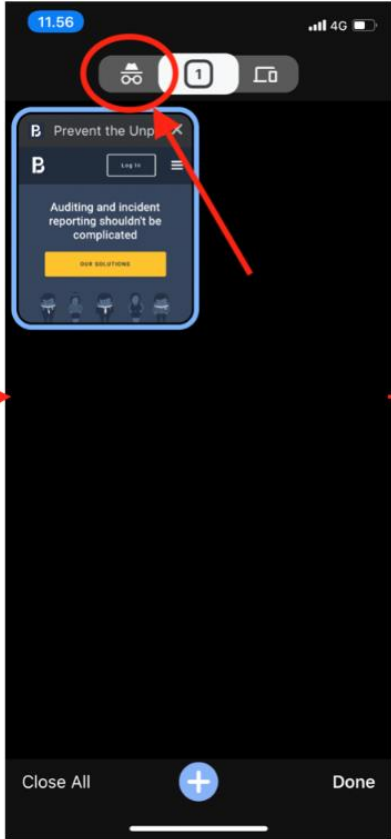 11.56
4G
1
B Prevent the Unp
B
Log In
Auditing and incident
reporting shouldn't be
complicated
OUR SOLUTIONS
Close All
Done